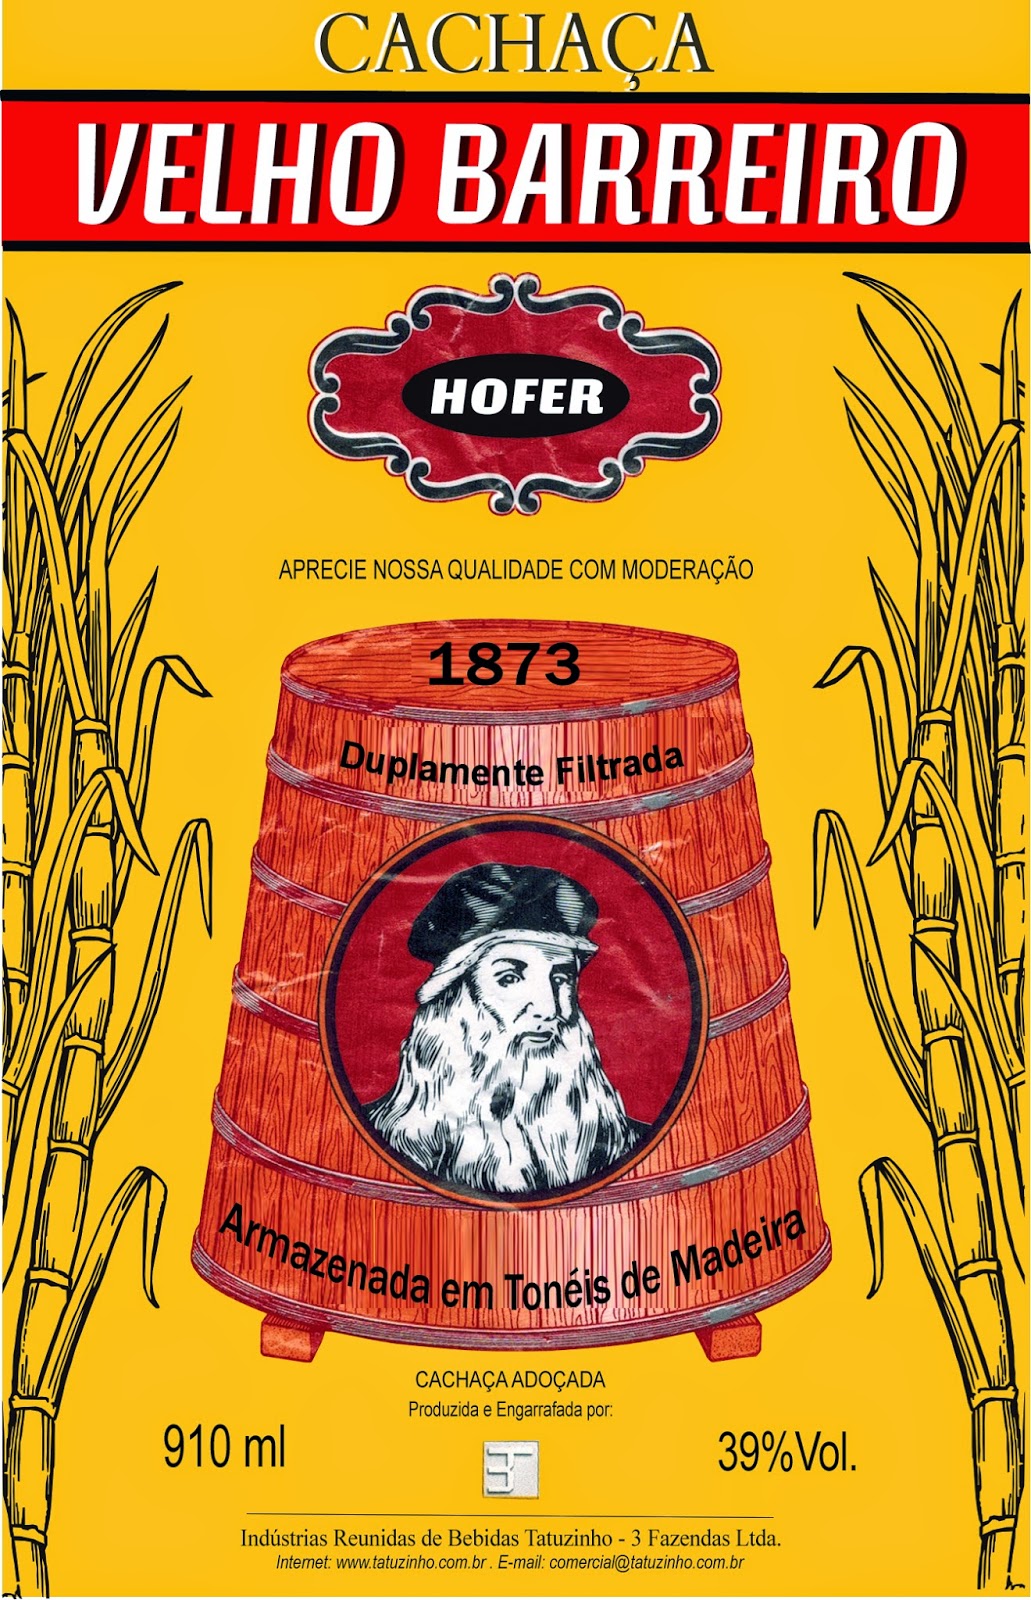 CACHAÇA
VELHO BARREIRO
HOFER
APRECIE NOSSA QUALIDADE COM MODERAÇÃO
1873
Duplamente Filtrada
Armazenada em Tonéis de Madeira
CACHAÇA ADOÇADA
Produzida e Engarrafada por:
910 ml
39%Vol.
Indústrias Reunidas de Bebidas Tatuzinho - 3 Fazendas Ltda.
Internet: www.tatuzinho.com.br . E-mail: comercial@tatuzinho.com.br